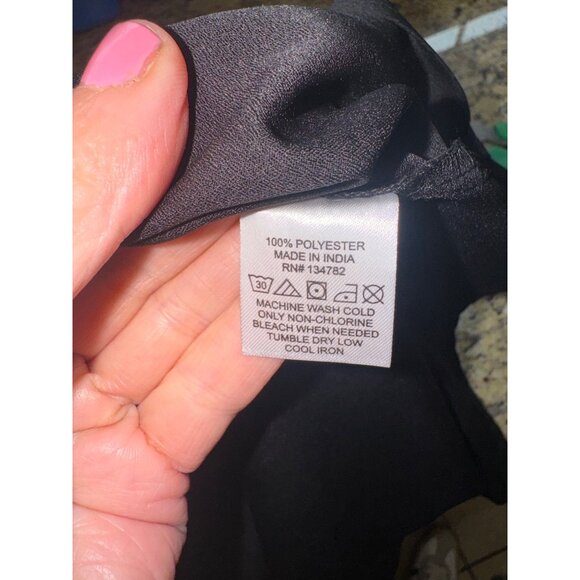 100% POLYESTER
MADE IN INDIA
RN# 134782
30
MACHINE WASH COLD
ONLY NON-CHLORINE
BLEACH WHEN NEEDED
TUMBLE DRY LOW
COOL IRON